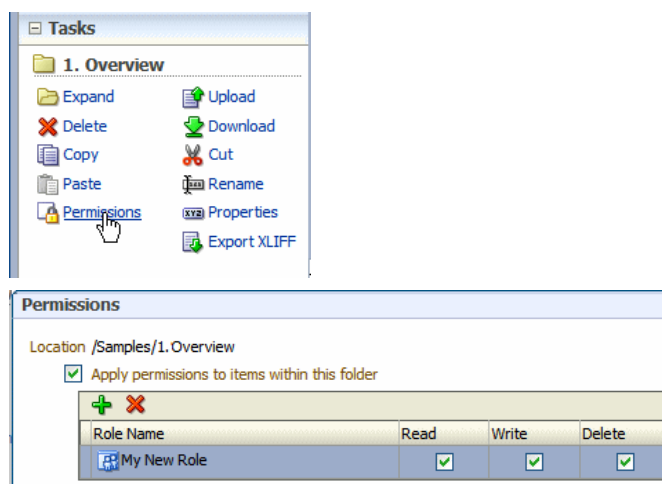 Tasks
1. Overview
Expand Upload
Delete Download
Copy Cut
Paste Rename
Permissions Properties
Export XLIFF
Permissions
Location /Samples/1.Overview
Apply permissions to items within this folder
Role Name Read Write Delete
My New Role